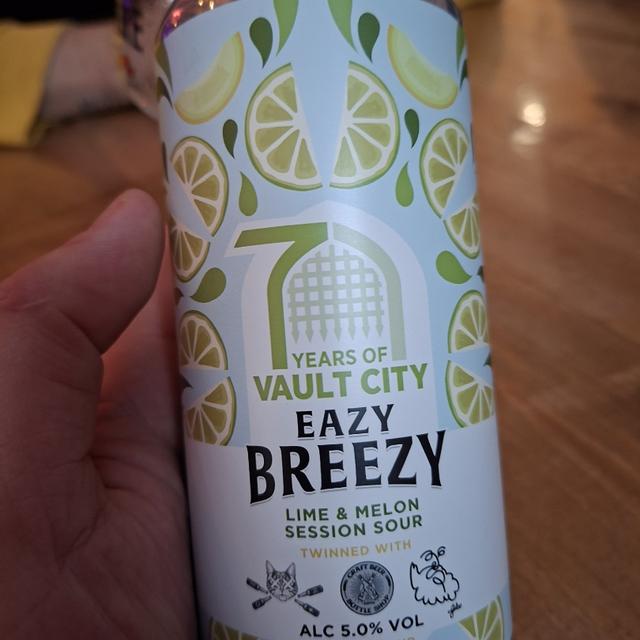 7
YEARS OF
VAULT CITY
EAZY
BREEZY
LIME & MELON
SESSION SOUR
TWINNED WITH
CRAFT BEER
BOTTLE SHOP
ALC 5.0% VOL